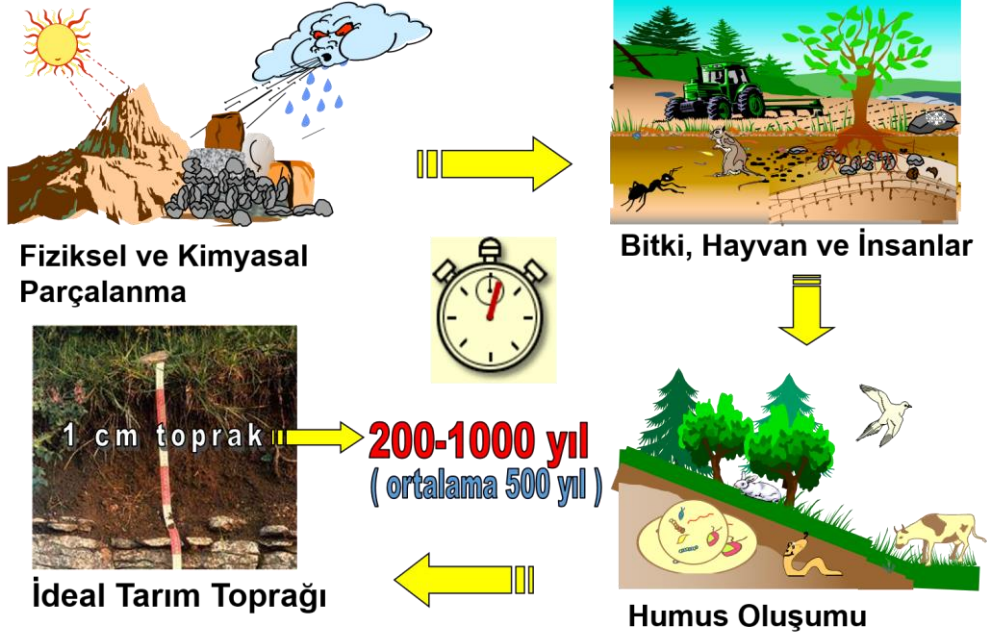 Fiziksel ve Kimyasal
Parçalanma
Bitki, Hayvan ve İnsanlar
1 cm toprak
200-1000 yıl
( ortalama 500 yıl )
İdeal Tarım Toprağı
Humus Oluşumu